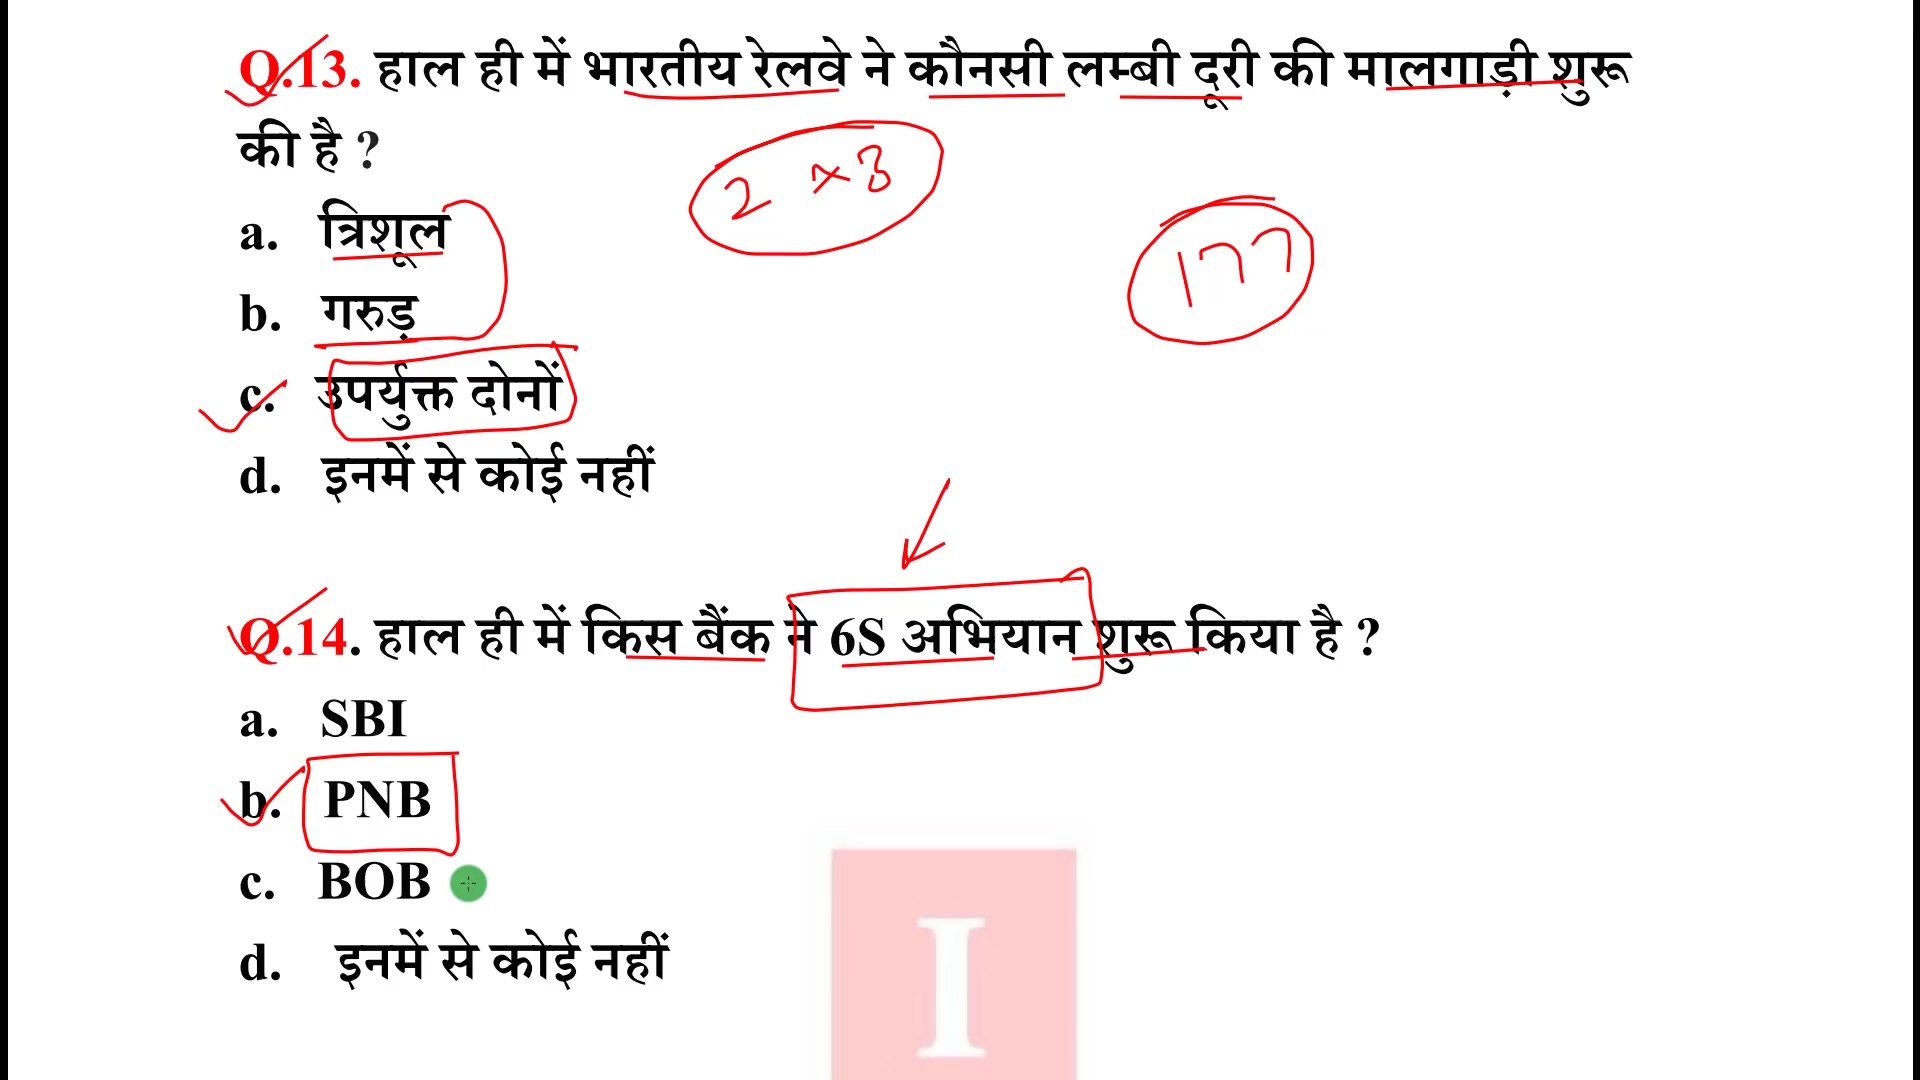 Q.13. हाल ही में भारतीय रेलवे ने कौनसी लम्बी दूरी की मालगाड़ी शुरू
की है ?
2 × 3
a. त्रिशूल
177
b. गरुड़
c. उपर्युक्त दोनों
d. इनमें से कोई नहीं
Q.14. हाल ही में किस बैंक ने 6S अभियान शुरू किया है ?
a. SBI
b. PNB
c. BOB
d. इनमें से कोई नहीं
I